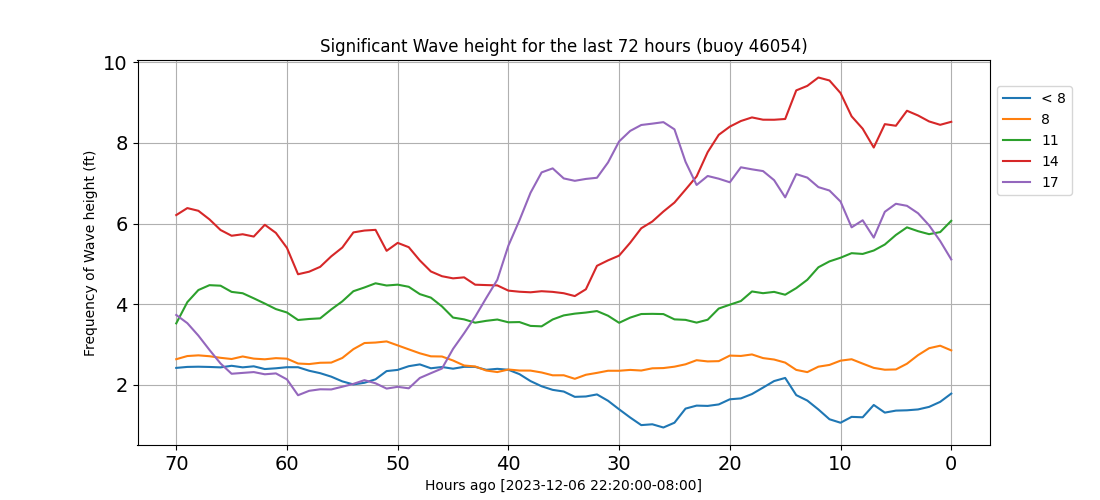 Significant Wave height for the last 72 hours (buoy 46054)
Frequency of Wave height (ft)
10
8
6
4
2
70 60 50 40 30 20 10 0
Hours ago [2023-12-06 22:20:00-08:00]
< 8
8
11
14
17